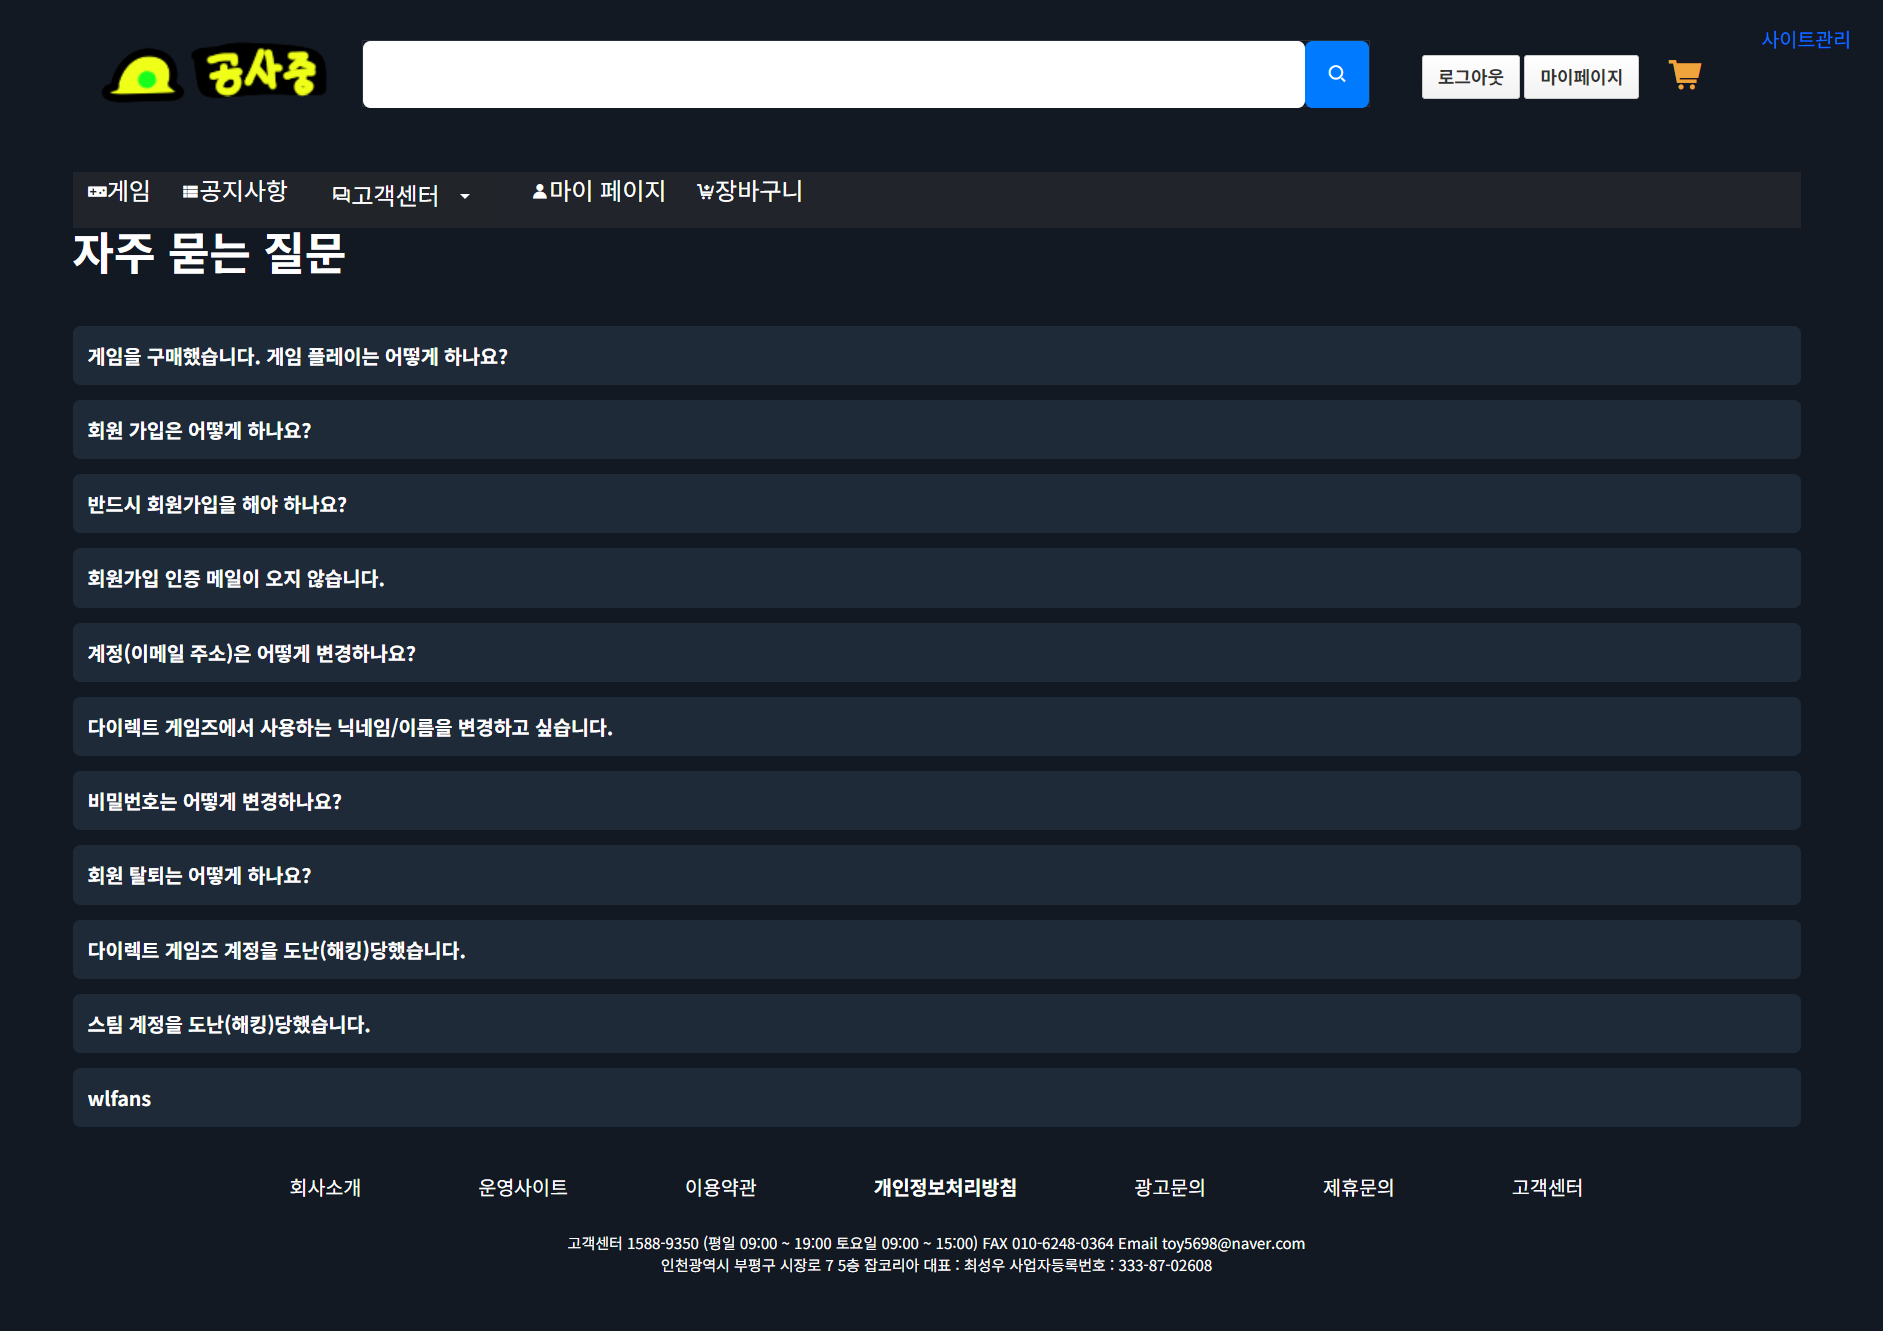 사이트관리
공사중
로그아웃 마이페이지
게임 공지사항 고객센터 마이 페이지 장바구니
자주 묻는 질문
게임을 구매했습니다. 게임 플레이는 어떻게 하나요?
회원 가입은 어떻게 하나요?
반드시 회원가입을 해야 하나요?
회원가입 인증 메일이 오지 않습니다.
계정(이메일 주소)은 어떻게 변경하나요?
다이렉트 게임즈에서 사용하는 닉네임/이름을 변경하고 싶습니다.
비밀번호는 어떻게 변경하나요?
회원 탈퇴는 어떻게 하나요?
다이렉트 게임즈 계정을 도난(해킹)당했습니다.
스팀 계정을 도난(해킹)당했습니다.
wlfans
회사소개 운영사이트 이용약관 개인정보처리방침 광고문의 제휴문의 고객센터
고객센터 1588-9350 (평일 09:00 ~ 19:00 토요일 09:00 ~ 15:00) FAX 010-6248-0364 Email toy5698@naver.com
인천광역시 부평구 시장로 7 5층 잡코리아 대표 : 최성우 사업자등록번호 : 333-87-02608